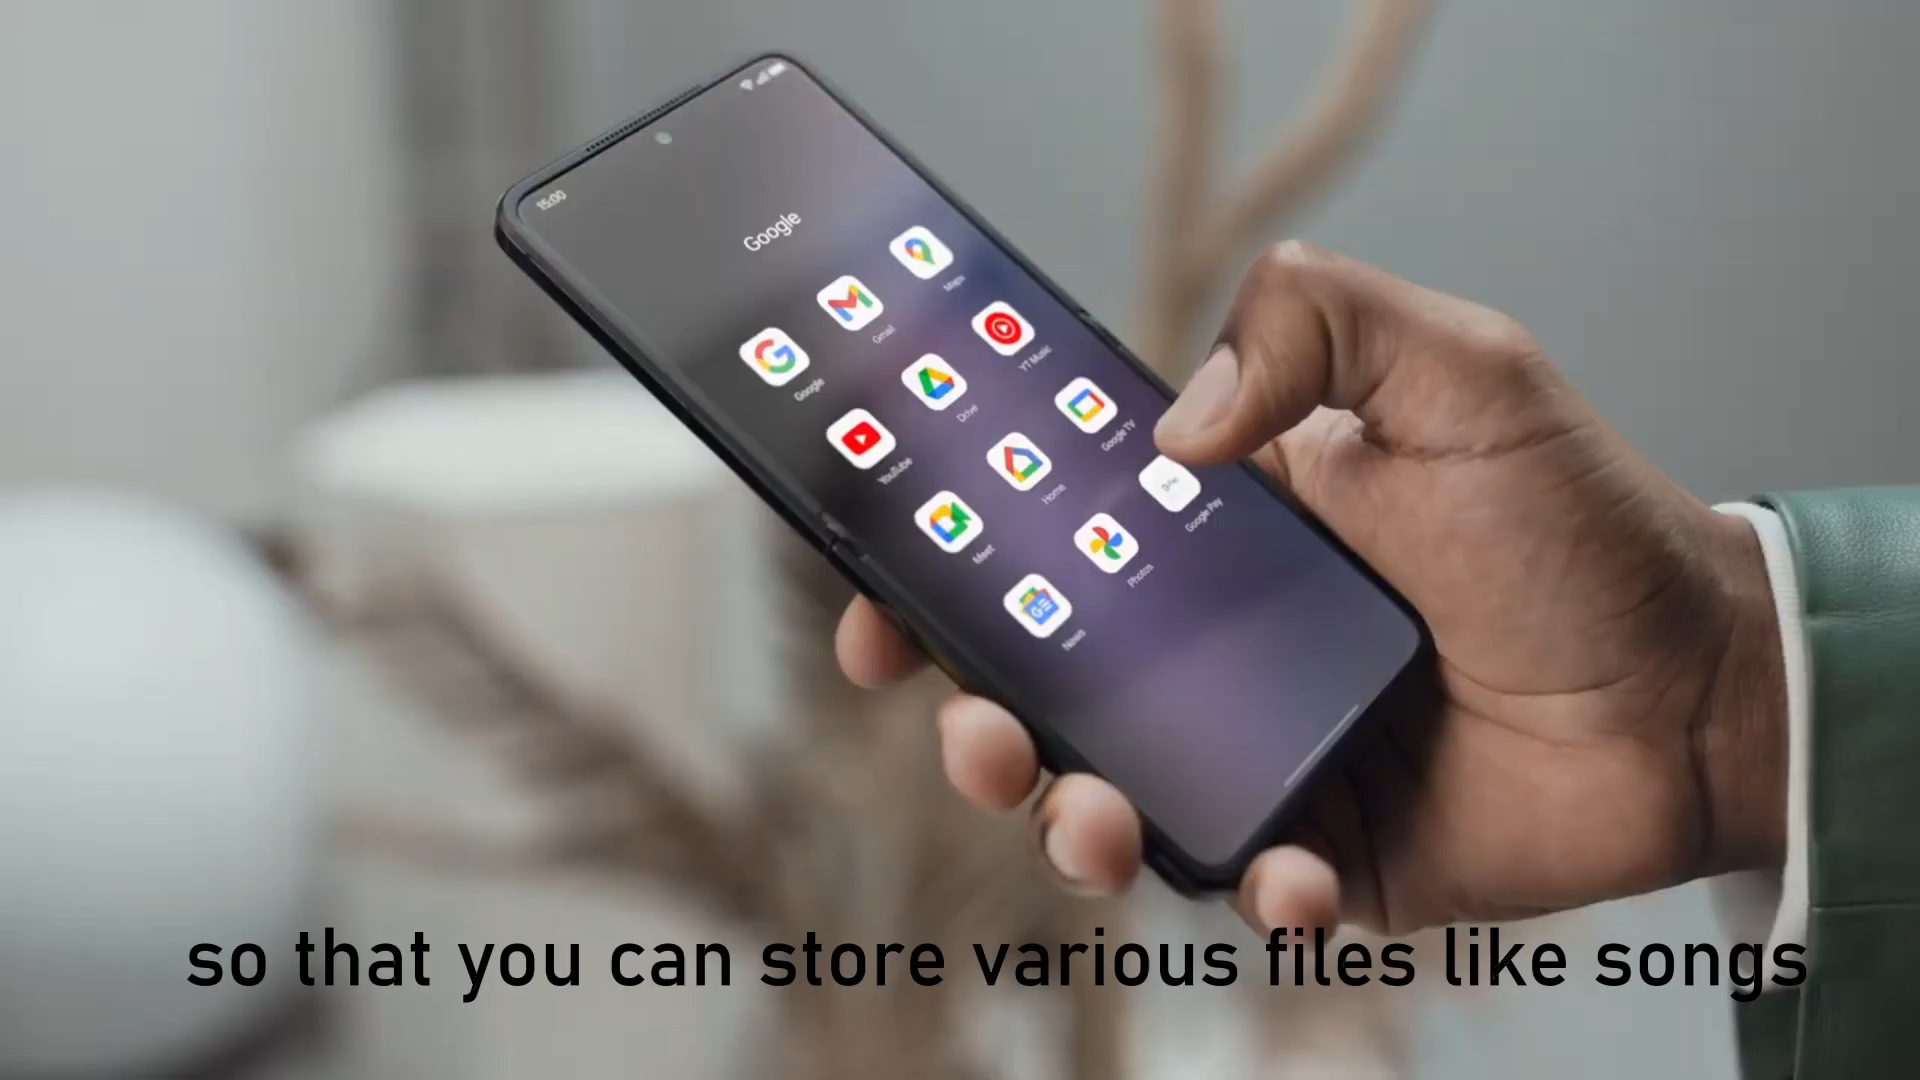 15:00
Google
Maps
Gmail
YT Music
Google
Drive
Google TV
YouTube
Home
G Pay
Google Pay
Meet
Photos
News
so that you can store various files like songs